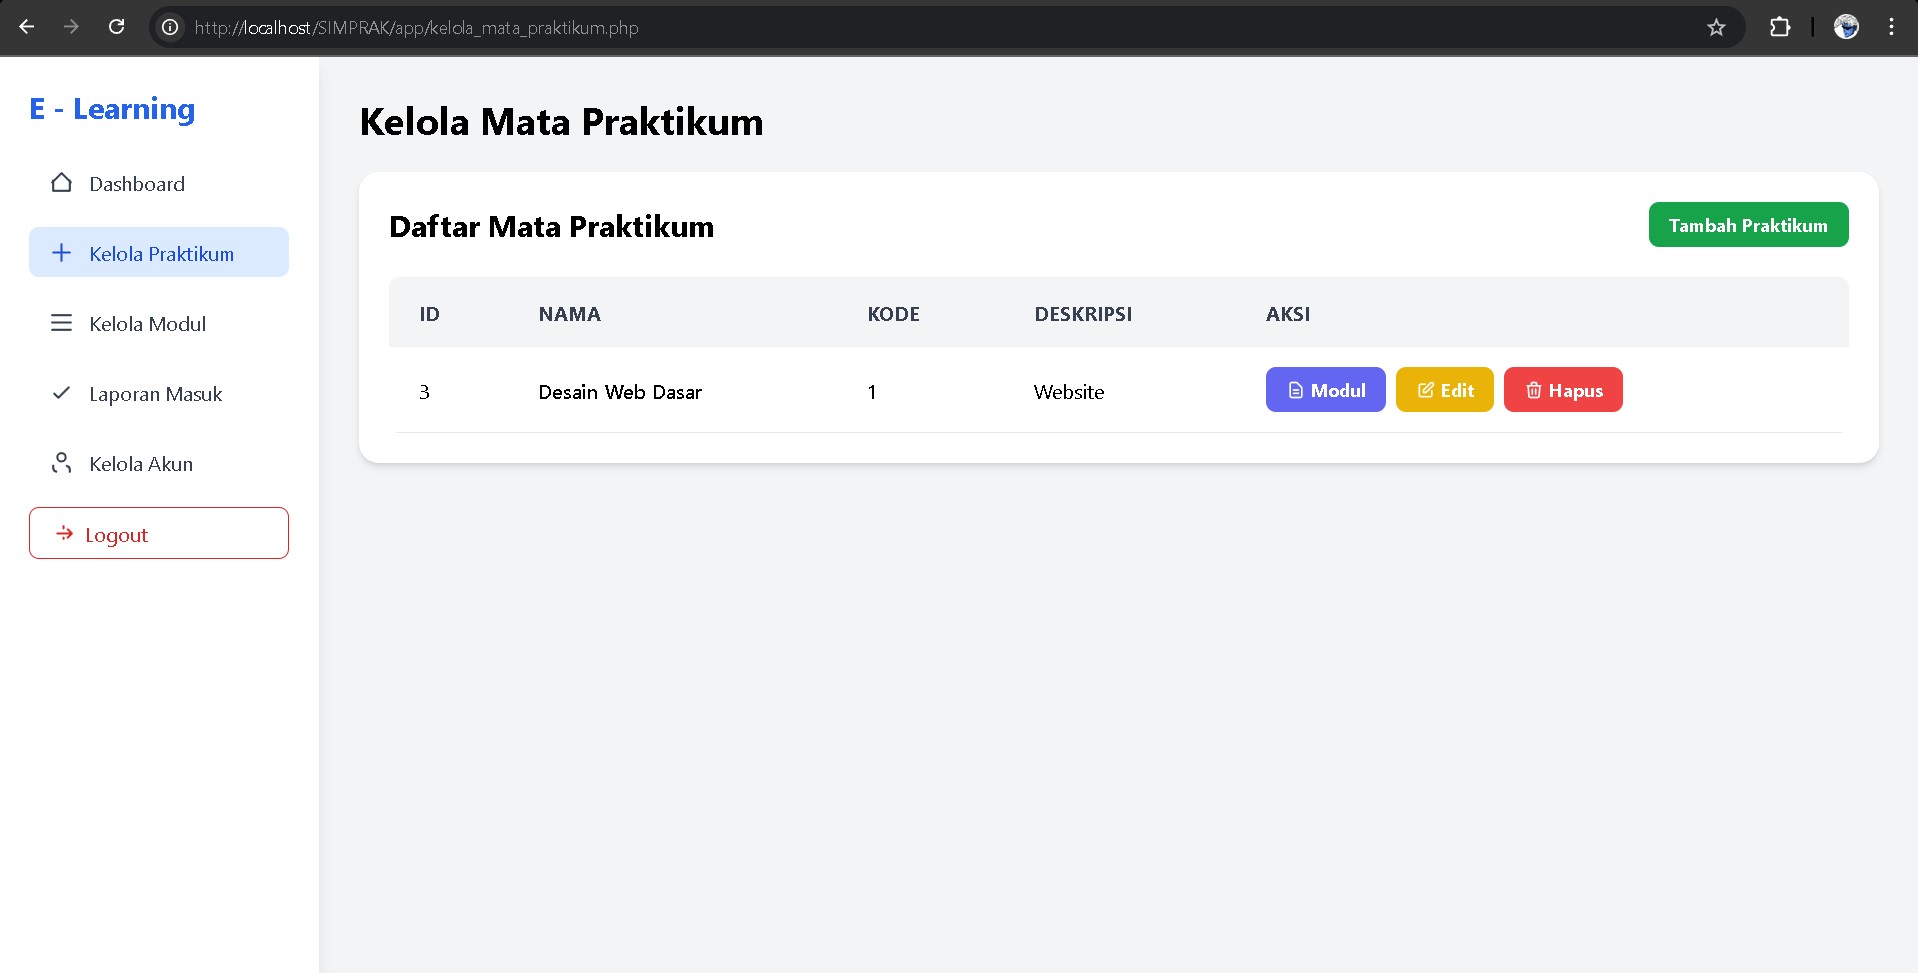 http://localhost/SIMPRAK/app/kelola_mata_praktikum.php
E - Learning
Dashboard
Kelola Praktikum
Kelola Modul
Laporan Masuk
Kelola Akun
Logout
Kelola Mata Praktikum
Daftar Mata Praktikum
Tambah Praktikum
ID NAMA KODE DESKRIPSI AKSI
3 Desain Web Dasar 1 Website Modul Edit Hapus